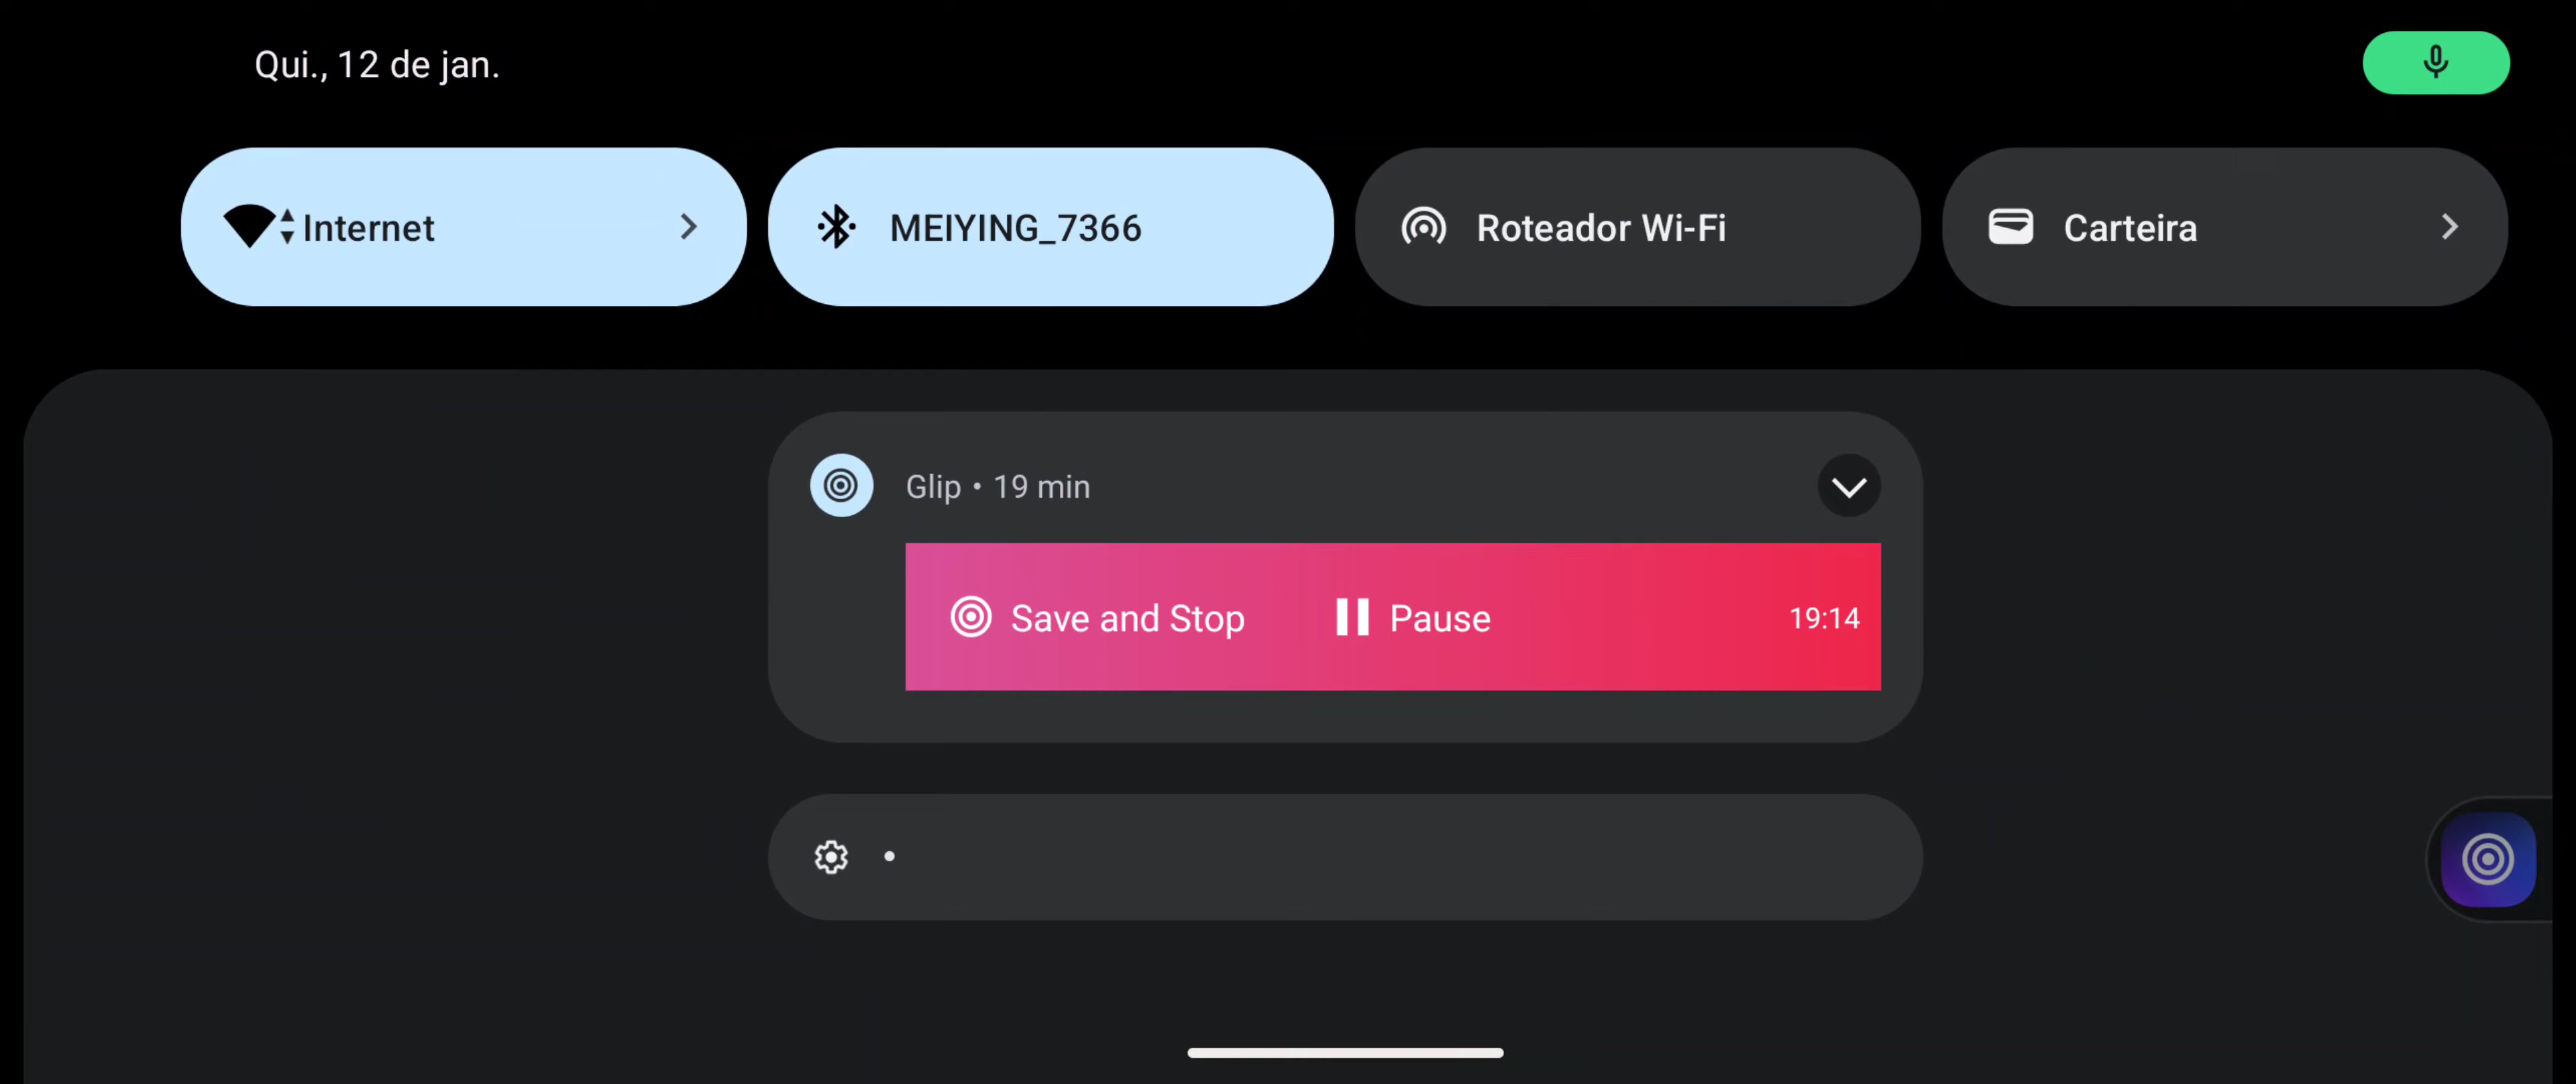 Qui., 12 de jan.
Internet
MEIYING_7366
Roteador Wi-Fi
Carteira
Glip • 19 min
Save and Stop
Pause
19:14